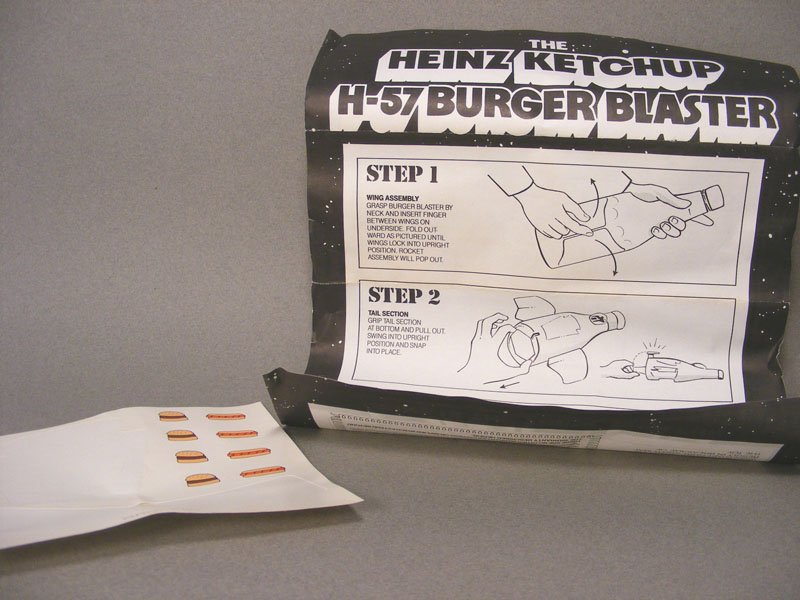 THE
HEINZ KETCHUP
H-57 BURGER BLASTER
STEP 1
WING ASSEMBLY
GRASP BURGER BLASTER BY
NECK AND INSERT FINGER
BETWEEN WINGS ON
UNDERSIDE. FOLD OUT-
WARD AS PICTURED UNTIL
WINGS LOCK INTO UPRIGHT
POSITION. ROCKET
ASSEMBLY WILL POP OUT.
STEP 2
TAIL SECTION
GRIP TAIL SECTION
AT BOTTOM AND PULL OUT.
SWING INTO UPRIGHT
POSITION AND SNAP
INTO PLACE.